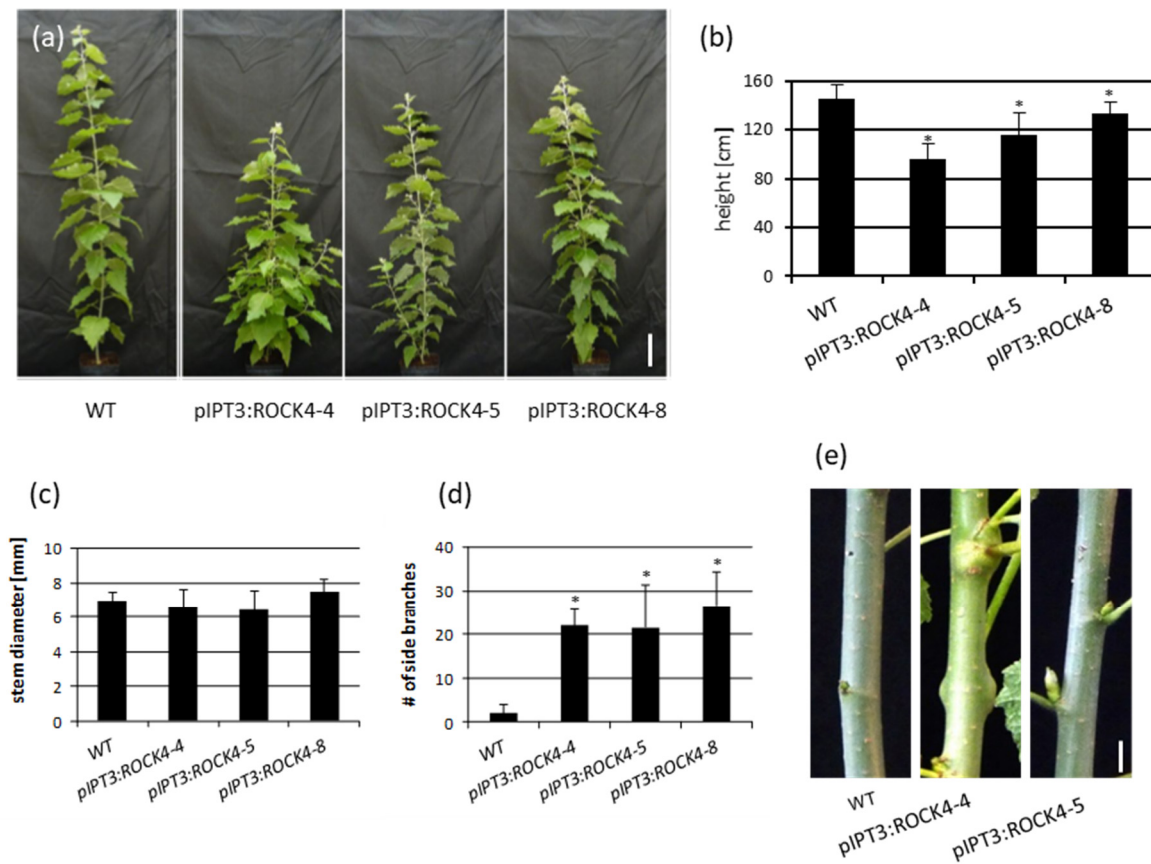 (a)
WT
pIPT3:ROCK4-4
pIPT3:ROCK4-5
pIPT3:ROCK4-8
(b)
height [cm]
160
120
80
40
0
*
*
*
WT
pIPT3:ROCK4-4
pIPT3:ROCK4-5
pIPT3:ROCK4-8
(c)
stem diameter [mm]
10
8
6
4
2
0
WT
pIPT3:ROCK4-4
pIPT3:ROCK4-5
pIPT3:ROCK4-8
(d)
# of side branches
40
30
20
10
0
*
*
*
WT
pIPT3:ROCK4-4
pIPT3:ROCK4-5
pIPT3:ROCK4-8
(e)
WT
pIPT3:ROCK4-4
pIPT3:ROCK4-5